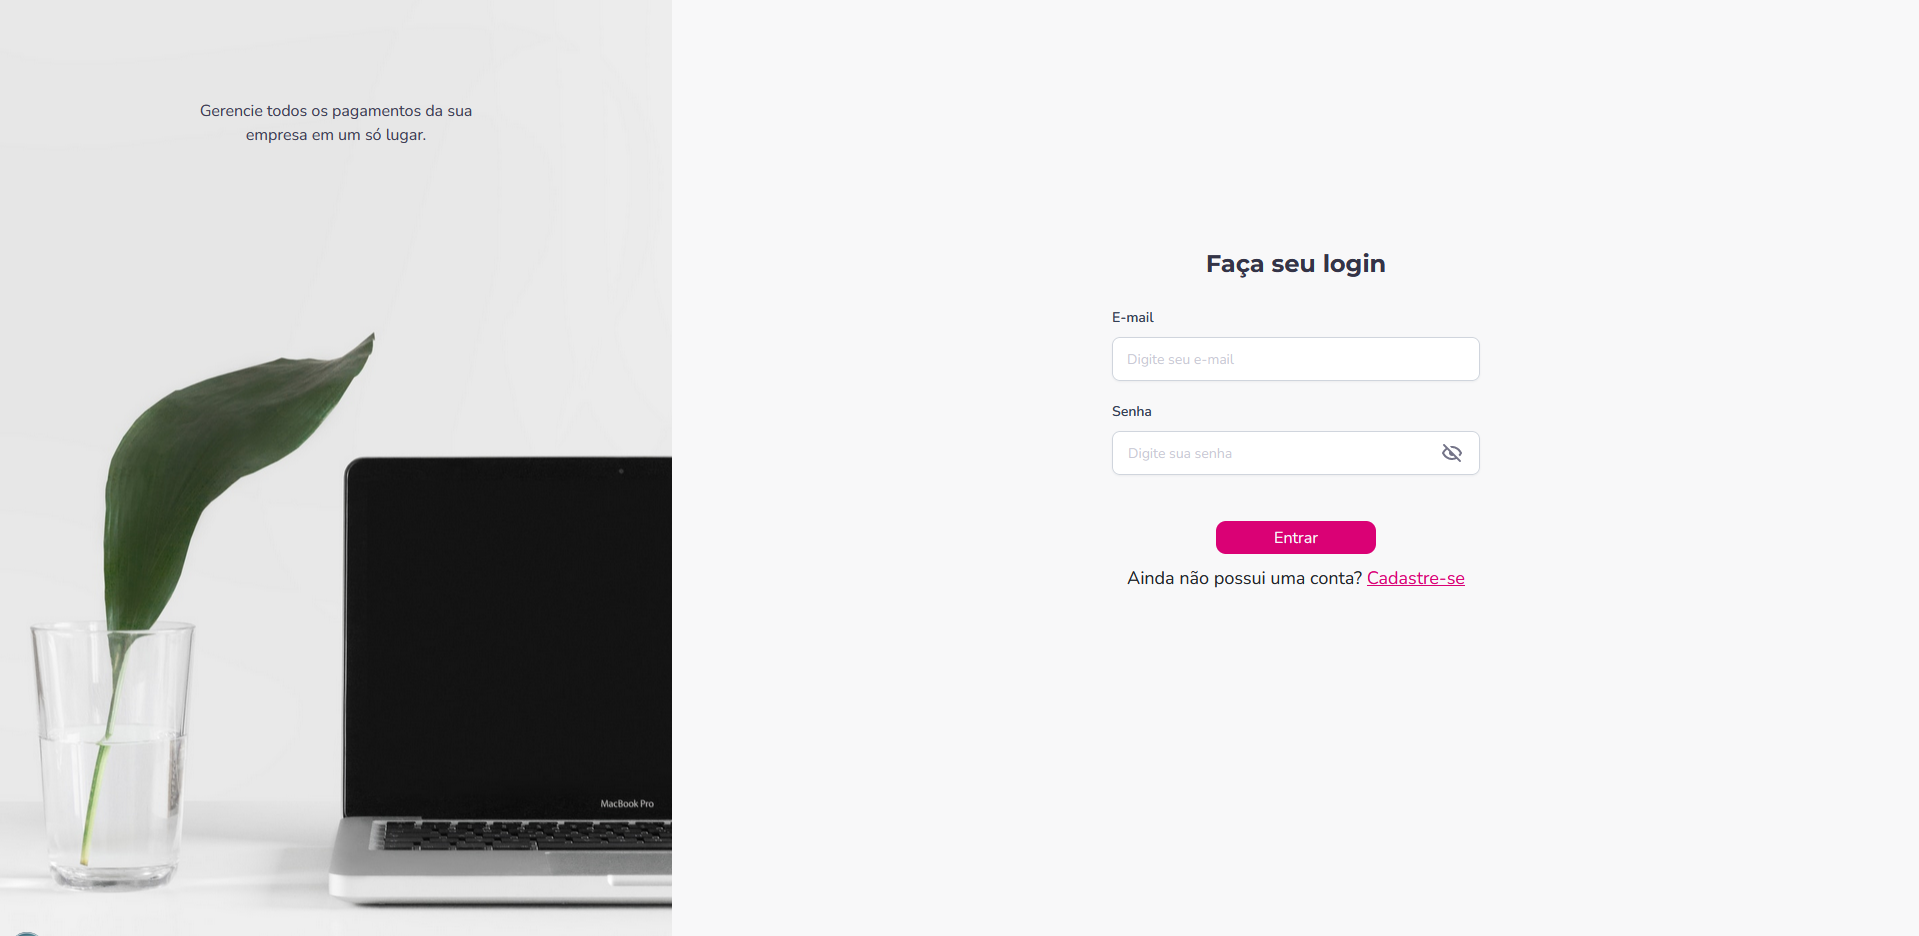 Gerencie todos os pagamentos da sua
empresa em um só lugar.
MacBook Pro
Faça seu login
E-mail
Digite seu e-mail
Senha
Digite sua senha
Entrar
Ainda não possui uma conta? Cadastre-se